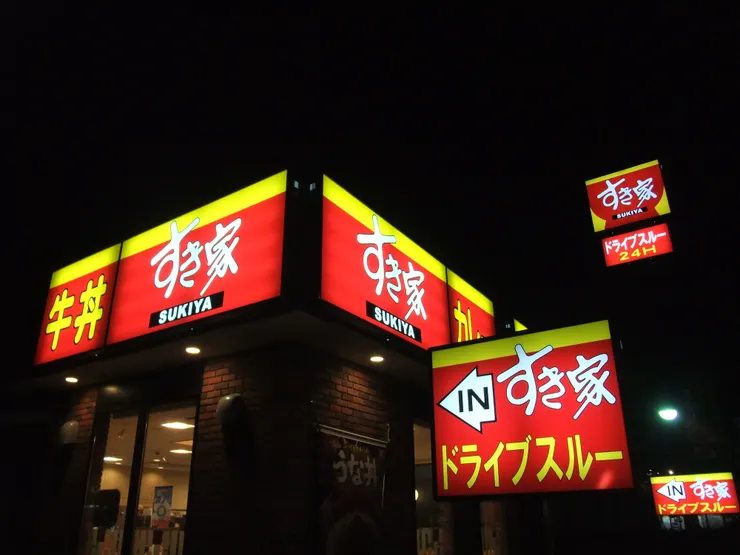 牛丼
すき家
SUKIYA
すき家
SUKIYA
カレ
すき家
SUKIYA
ドライブスルー
24H
IN すき家
ドライブスルー
IN すき家
ドライブスルー
うな丼